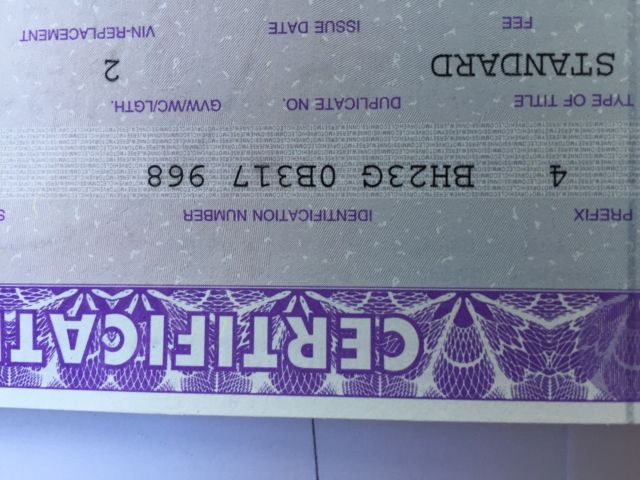 CERTIFICAT
PREFIX IDENTIFICATION NUMBER S
4 BH23G 0B317 968
TYPE OF TITLE DUPLICATE NO. GVW/WC/LGTH.
STANDARD 2
FEE ISSUE DATE VIN-REPLACEMENT